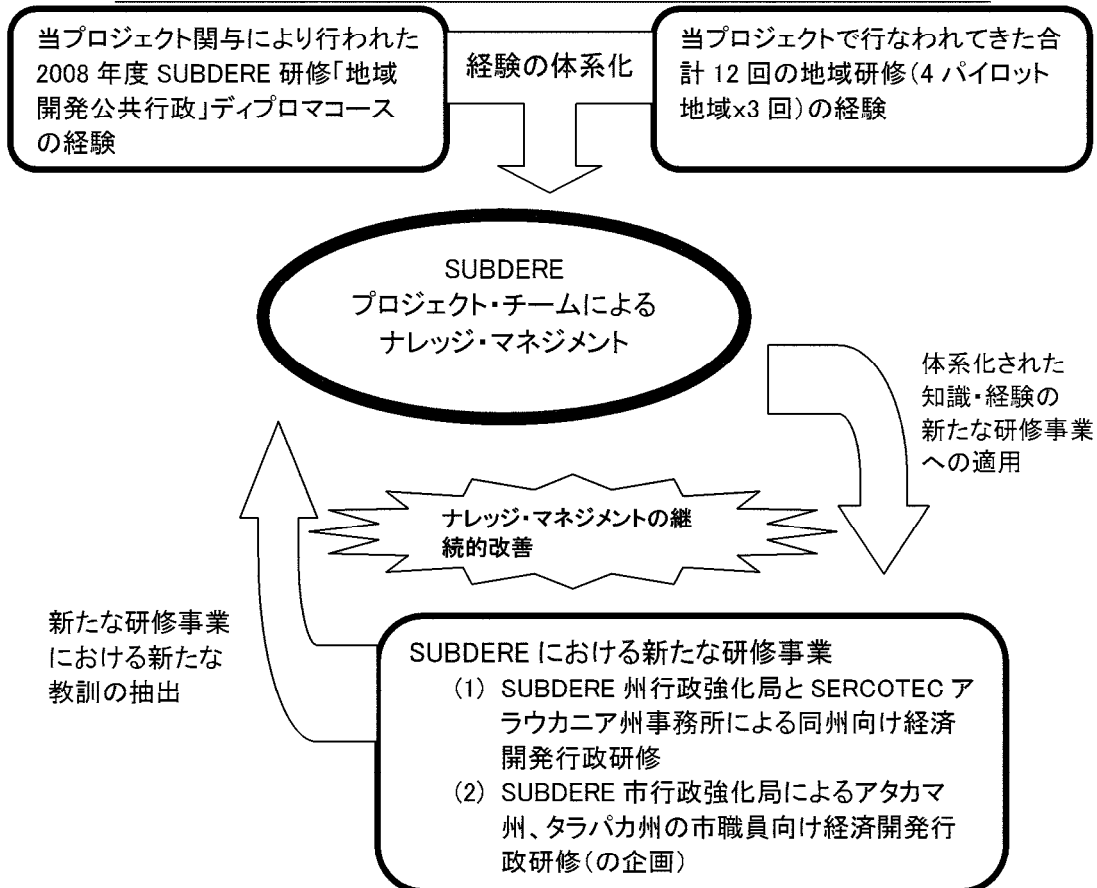 当プロジェクト関与により行われた
2008 年度 SUBDERE 研修「地域
開発公共行政」ディプロマコース
の経験
経験の体系化
当プロジェクトで行なわれてきた合
計 12 回の地域研修(4 パイロット
地域x3 回)の経験
SUBDERE
プロジェクト・チームによる
ナレッジ・マネジメント
体系化された
知識・経験の
新たな研修事業
への適用
ナレッジ・マネジメントの継
続的改善
新たな研修事業
における新たな
教訓の抽出
SUBDERE における新たな研修事業
(1) SUBDERE 州行政強化局と SERCOTEC ア
ラウカニア州事務所による同州向け経済
開発行政研修
(2) SUBDERE 市行政強化局によるアタカマ
州、タラパカ州の市職員向け経済開発行
政研修(の企画)